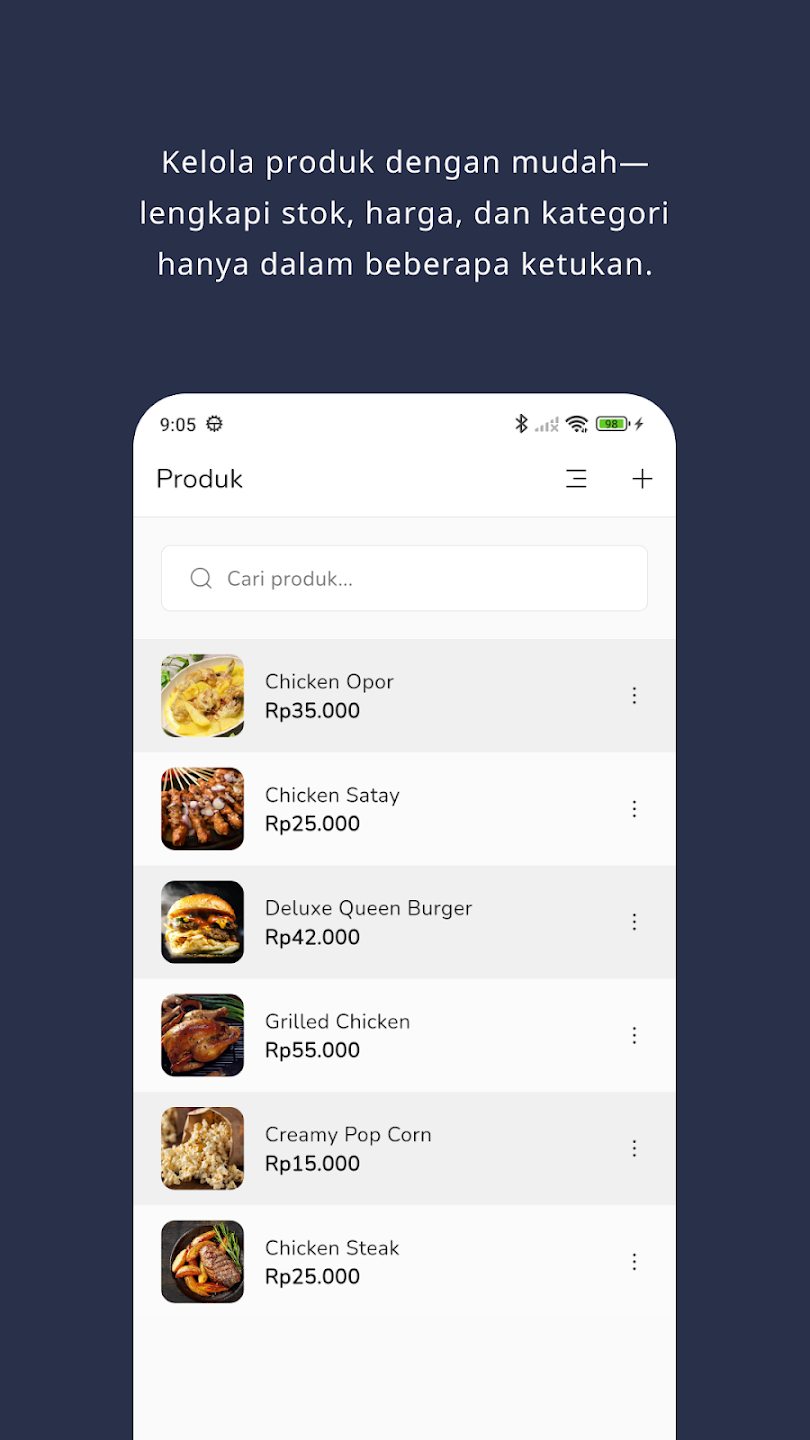 Kelola produk dengan mudah—
lengkapi stok, harga, dan kategori
hanya dalam beberapa ketukan.
9:05
98
Produk
Cari produk...
Chicken Opor
Rp35.000
Chicken Satay
Rp25.000
Deluxe Queen Burger
Rp42.000
Grilled Chicken
Rp55.000
Creamy Pop Corn
Rp15.000
Chicken Steak
Rp25.000